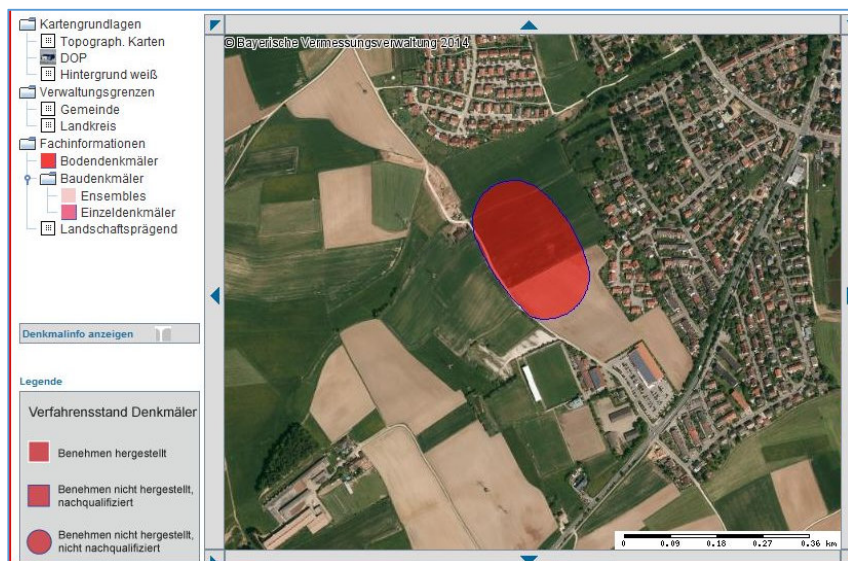 Kartengrundlagen
Topograph. Karten
DOP
Hintergrund weiß
Verwaltungsgrenzen
Gemeinde
Landkreis
Fachinformationen
Bodendenkmäler
Baudenkmäler
Ensembles
Einzeldenkmäler
Landschaftsprägend
Denkmalinfo anzeigen
Legende
Verfahrensstand Denkmäler
Benehmen hergestellt
Benehmen nicht hergestellt,
nachqualifiziert
Benehmen nicht hergestellt,
nicht nachqualifiziert
© Bayerische Vermessungsverwaltung 2014
0 0.09 0.18 0.27 0.36 km